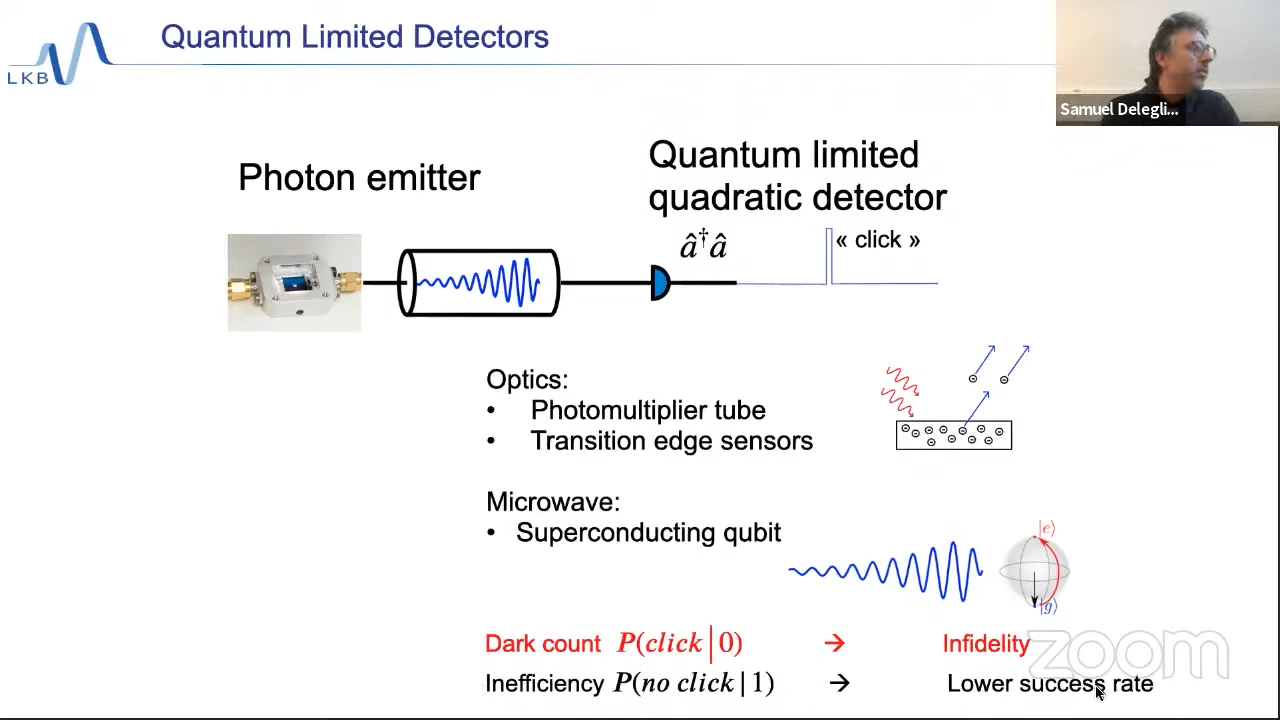 Quantum Limited Detectors
LKB
Samuel Delegli...
Photon emitter
Quantum limited
quadratic detector
â†â
« click »
Optics:
• Photomultiplier tube
• Transition edge sensors
Microwave:
• Superconducting qubit
|e⟩
|g⟩
Dark count P(click|0) → Infidelity
Inefficiency P(no click|1) → Lower success rate
zoom